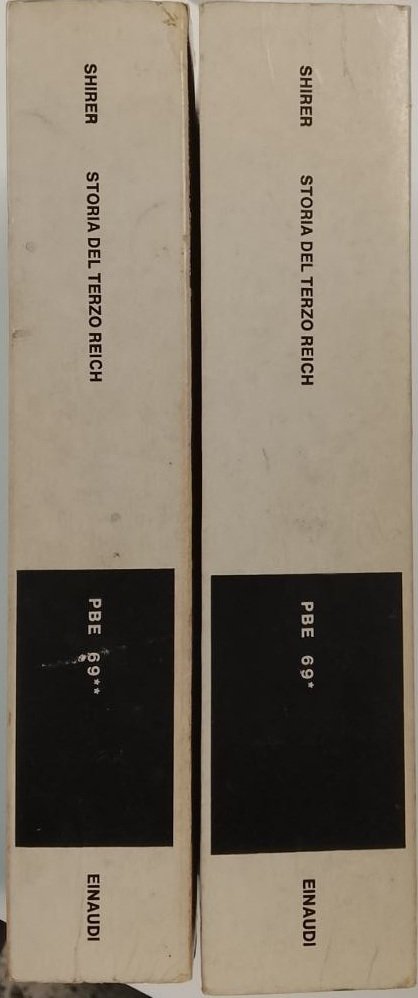 SHIRER STORIA DEL TERZO REICH
PBE 69**
EINAUDI
SHIRER STORIA DEL TERZO REICH
PBE 69*
EINAUDI